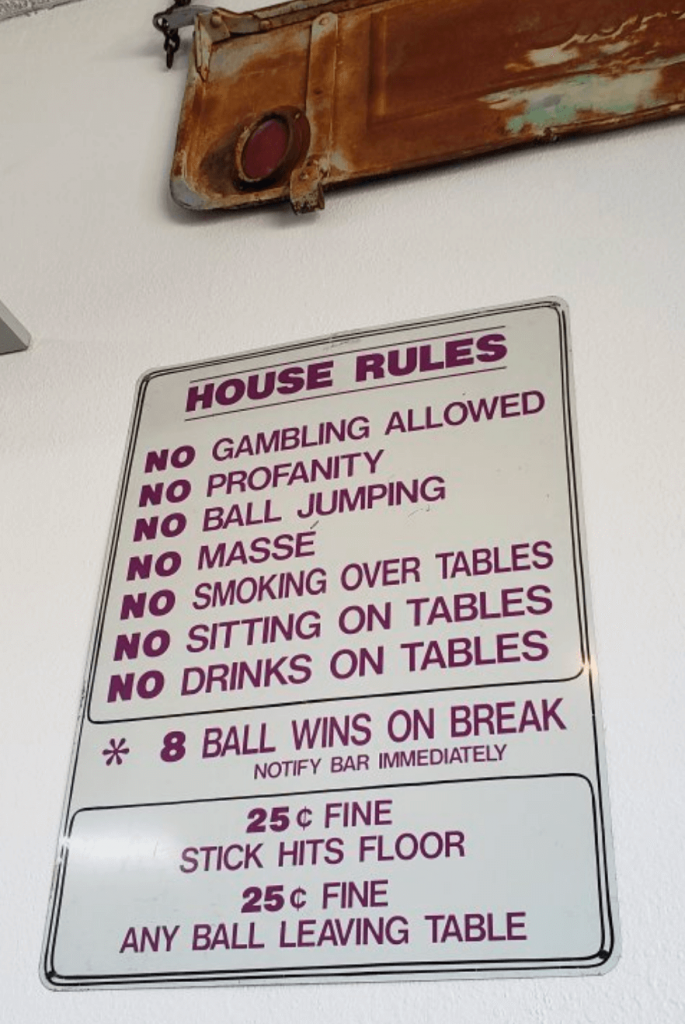 HOUSE RULES
NO GAMBLING ALLOWED
NO PROFANITY
NO BALL JUMPING
NO MASSÉ
NO SMOKING OVER TABLES
NO SITTING ON TABLES
NO DRINKS ON TABLES
* 8 BALL WINS ON BREAK
NOTIFY BAR IMMEDIATELY
25¢ FINE
STICK HITS FLOOR
25¢ FINE
ANY BALL LEAVING TABLE